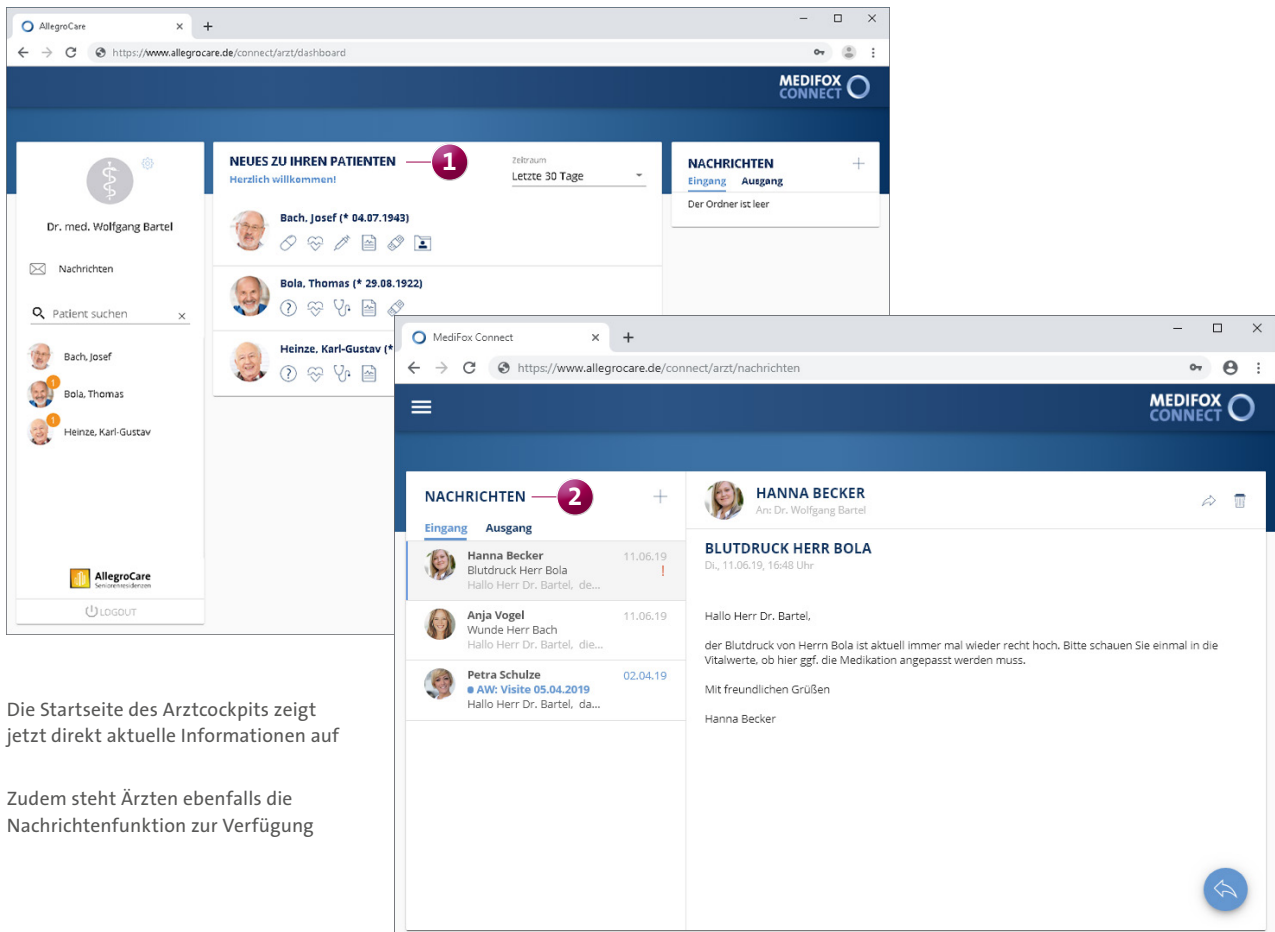 AllegroCare
https://www.allegrocare.de/connect/arzt/dashboard
MEDIFOX
CONNECT
Dr. med. Wolfgang Bartel
Nachrichten
Patient suchen
Bach, Josef
1
Bola, Thomas
1
Heinze, Karl-Gustav
AllegroCare
Seniorenresidenzen
LOGOUT
NEUES ZU IHREN PATIENTEN
1
Herzlich willkommen!
Zeitraum
Letzte 30 Tage
Bach, Josef (* 04.07.1943)
Bola, Thomas (* 29.08.1922)
Heinze, Karl-Gustav (*
NACHRICHTEN
Eingang Ausgang
Der Ordner ist leer
MediFox Connect
https://www.allegrocare.de/connect/arzt/nachrichten
MEDIFOX
CONNECT
NACHRICHTEN
2
Eingang Ausgang
Hanna Becker 11.06.19
Blutdruck Herr Bola !
Hallo Herr Dr. Bartel, de...
Anja Vogel 11.06.19
Wunde Herr Bach
Hallo Herr Dr. Bartel, die...
Petra Schulze 02.04.19
AW: Visite 05.04.2019
Hallo Herr Dr. Bartel, da...
HANNA BECKER
An: Dr. Wolfgang Bartel
BLUTDRUCK HERR BOLA
Di., 11.06.19, 16:48 Uhr
Hallo Herr Dr. Bartel,
der Blutdruck von Herrn Bola ist aktuell immer mal wieder recht hoch. Bitte schauen Sie einmal in die
Vitalwerte, ob hier ggf. die Medikation angepasst werden muss.
Mit freundlichen Grüßen
Hanna Becker
Die Startseite des Arztcockpits zeigt
jetzt direkt aktuelle Informationen auf
Zudem steht Ärzten ebenfalls die
Nachrichtenfunktion zur Verfügung